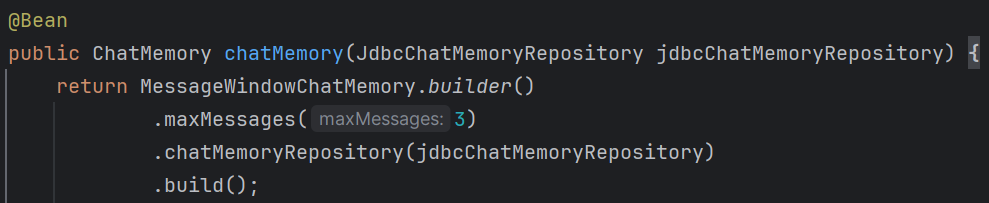 @Bean
public ChatMemory chatMemory(JdbcChatMemoryRepository jdbcChatMemoryRepository) {
return MessageWindowChatMemory.builder()
.maxMessages( maxMessages: 3)
.chatMemoryRepository(jdbcChatMemoryRepository)
.build();